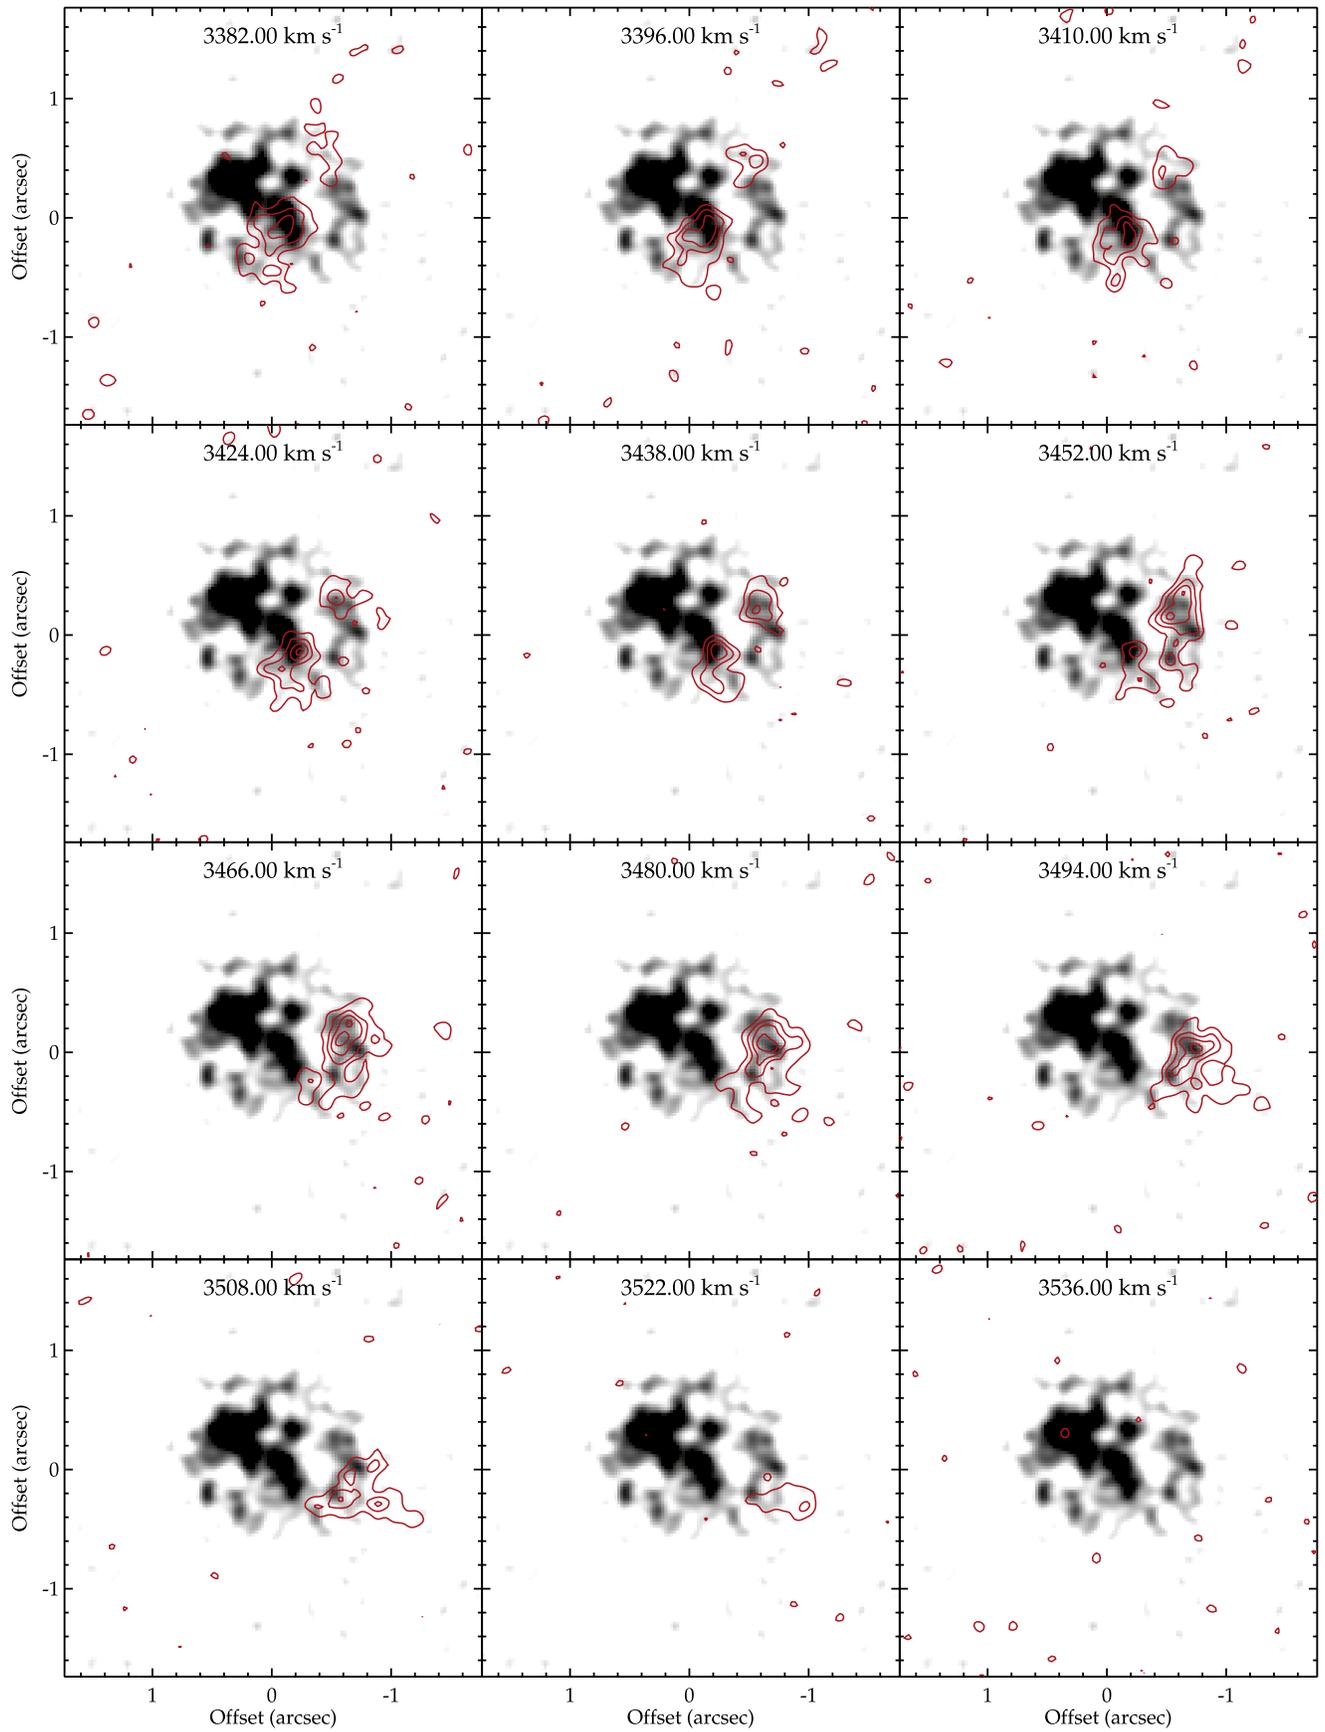 3382.00 km s-1
3396.00 km s-1
3410.00 km s-1
1
0
-1
Offset (arcsec)
3424.00 km s-1
3438.00 km s-1
3452.00 km s-1
1
0
-1
Offset (arcsec)
3466.00 km s-1
3480.00 km s-1
3494.00 km s-1
1
0
-1
Offset (arcsec)
3508.00 km s-1
3522.00 km s-1
3536.00 km s-1
1
0
-1
Offset (arcsec)
1 0 -1
1 0 -1
1 0 -1
Offset (arcsec)
Offset (arcsec)
Offset (arcsec)